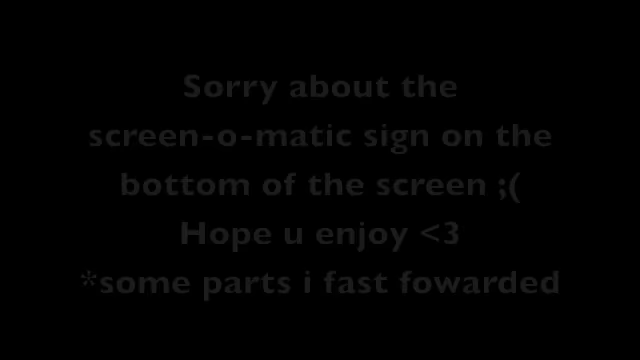 Sorry about the
screen-o-matic sign on the
bottom of the screen ;(
Hope u enjoy <3
*some parts i fast fowarded